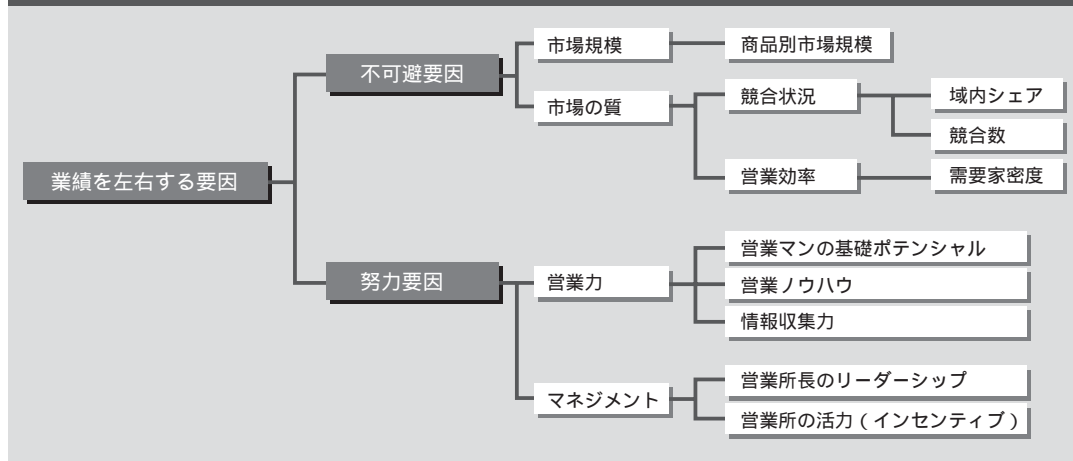 業績を左右する要因
不可避要因
市場規模
商品別市場規模
市場の質
競合状況
域内シェア
競合数
営業効率
需要家密度
努力要因
営業力
営業マンの基礎ポテンシャル
営業ノウハウ
情報収集力
マネジメント
営業所長のリーダーシップ
営業所の活力（インセンティブ）